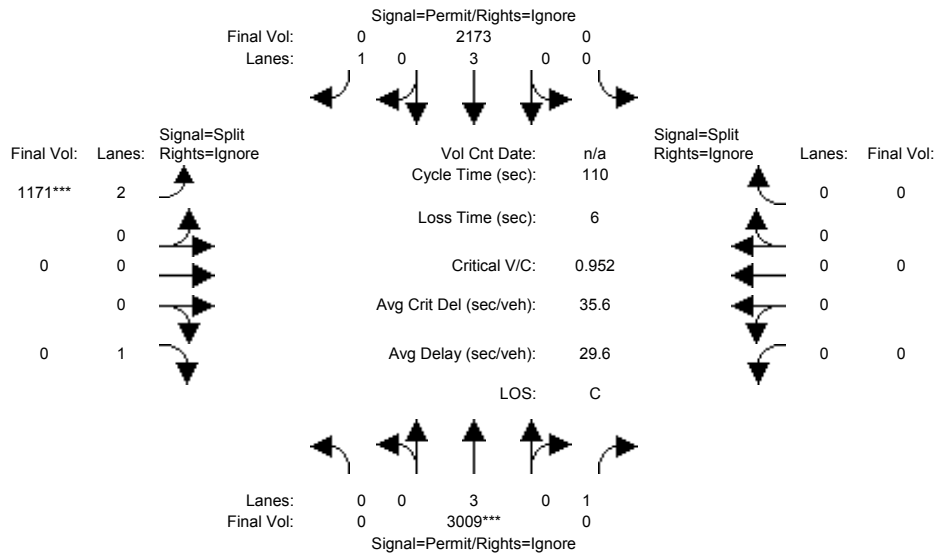 Signal=Permit/Rights=Ignore
Final Vol: 0 2173 0
Lanes: 1 0 3 0 0
Signal=Split
Final Vol: Lanes: Rights=Ignore
Vol Cnt Date: n/a
Signal=Split
Rights=Ignore Lanes: Final Vol:
Cycle Time (sec): 110
1171*** 2
0 0
Loss Time (sec): 6
0
0
0 0
Critical V/C: 0.952
0 0
0
Avg Crit Del (sec/veh): 35.6
0
0 1
Avg Delay (sec/veh): 29.6
0 0
LOS: C
Lanes: 0 0 3 0 1
Final Vol: 0 3009*** 0
Signal=Permit/Rights=Ignore